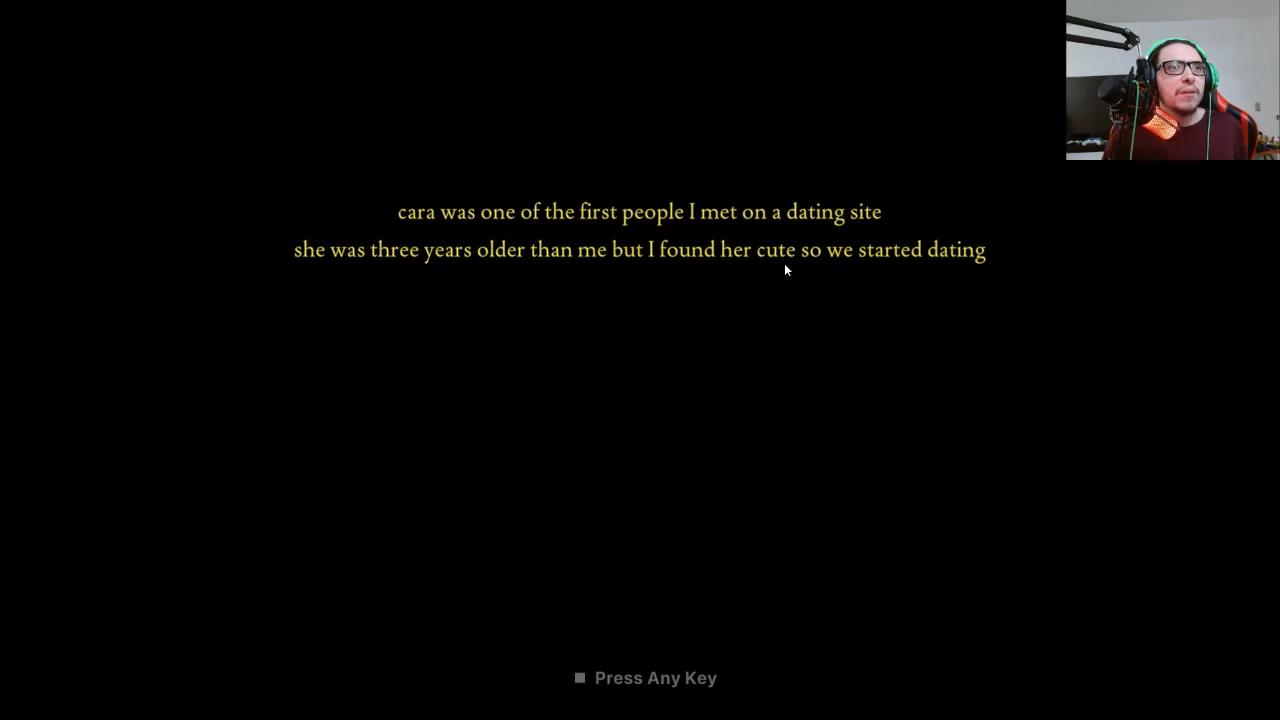 cara was one of the first people I met on a dating site
she was three years older than me but I found her cute so we started dating
Press Any Key